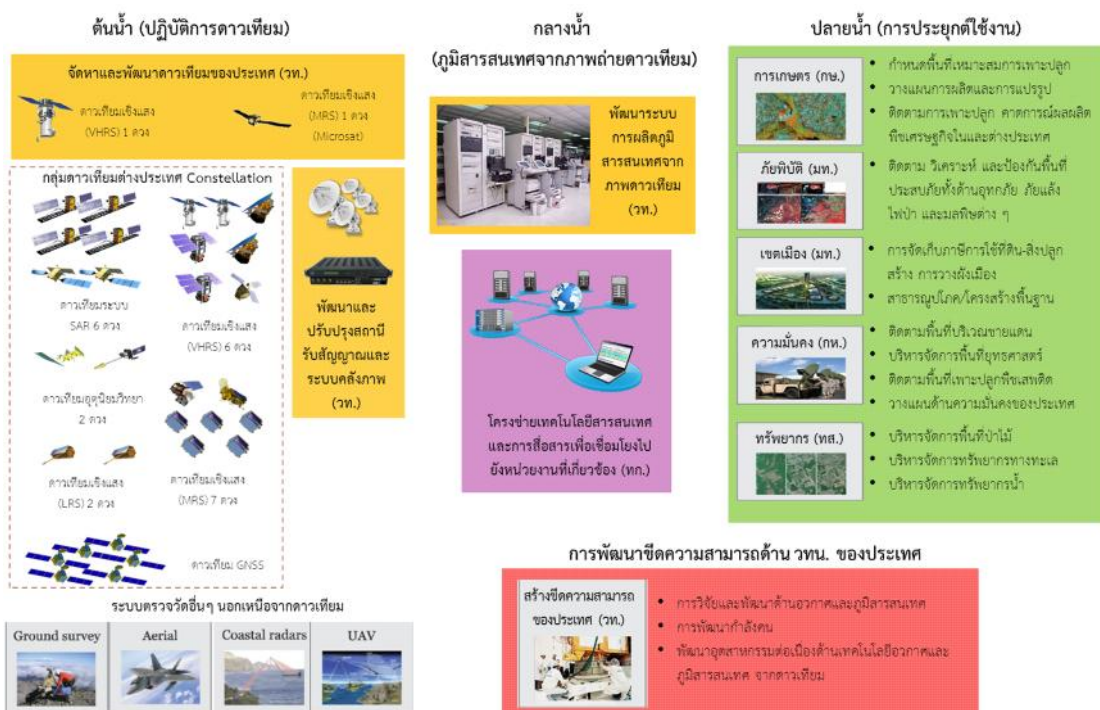 ต้นน้ำ (ปฏิบัติการดาวเทียม)
จัดหาและพัฒนาดาวเทียมของประเทศ (วท.)
ดาวเทียมเชิงแสง
(VHRS) 1 ดวง
ดาวเทียมเชิงแสง
(MRS) 1 ดวง
(Microsat)
กลุ่มดาวเทียมต่างประเทศ Constellation
ดาวเทียมระบบ
SAR 6 ดวง
ดาวเทียมเชิงแสง
(VHRS) 6 ดวง
ดาวเทียมอุตุนิยมวิทยา
2 ดวง
ดาวเทียมเชิงแสง
(LRS) 2 ดวง
ดาวเทียมเชิงแสง
(MRS) 7 ดวง
ดาวเทียม GNSS
พัฒนาและ
ปรับปรุงสถานี
รับสัญญาณและ
ระบบคลังภาพ
(วท.)
ระบบตรวจวัดอื่นๆ นอกเหนือจากดาวเทียม
Ground survey
Aerial
Coastal radars
UAV
กลางน้ำ
(ภูมิสารสนเทศจากภาพถ่ายดาวเทียม)
พัฒนาระบบ
การผลิตภูมิ
สารสนเทศจาก
ภาพดาวเทียม
(วท.)
โครงข่ายเทคโนโลยีสารสนเทศ
และการสื่อสารเพื่อเชื่อมโยงไป
ยังหน่วยงานที่เกี่ยวข้อง (ทก.)
ปลายน้ำ (การประยุกต์ใช้งาน)
การเกษตร (กษ.)
• กำหนดพื้นที่เหมาะสมการเพาะปลูก
• วางแผนการผลิตและการแปรรูป
• ติดตามการเพาะปลูก คาดการณ์ผลผลิต
พืชเศรษฐกิจในและต่างประเทศ
ภัยพิบัติ (มท.)
• ติดตาม วิเคราะห์ และป้องกันพื้นที่
ประสบภัยทั้งด้านอุทกภัย ภัยแล้ง
ไฟป่า และมลพิษต่าง ๆ
เขตเมือง (มท.)
• การจัดเก็บภาษีการใช้ที่ดิน-สิ่งปลูก
สร้าง การวางผังเมือง
• สาธารณูปโภค/โครงสร้างพื้นฐาน
ความมั่นคง (กห.)
• ติดตามพื้นที่บริเวณชายแดน
• บริหารจัดการพื้นที่ยุทธศาสตร์
• ติดตามพื้นที่เพาะปลูกพืชเสพติด
• วางแผนด้านความมั่นคงของประเทศ
ทรัพยากร (ทส.)
• บริหารจัดการพื้นที่ป่าไม้
• บริหารจัดการทรัพยากรทางทะเล
• บริหารจัดการทรัพยากรน้ำ
การพัฒนาขีดความสามารถด้าน วทน. ของประเทศ
สร้างขีดความสามารถ
ของประเทศ (วท.)
• การวิจัยและพัฒนาด้านอวกาศและภูมิสารสนเทศ
• การพัฒนากำลังคน
• พัฒนาอุตสาหกรรมต่อเนื่องด้านเทคโนโลยีอวกาศและ
ภูมิสารสนเทศ จากดาวเทียม